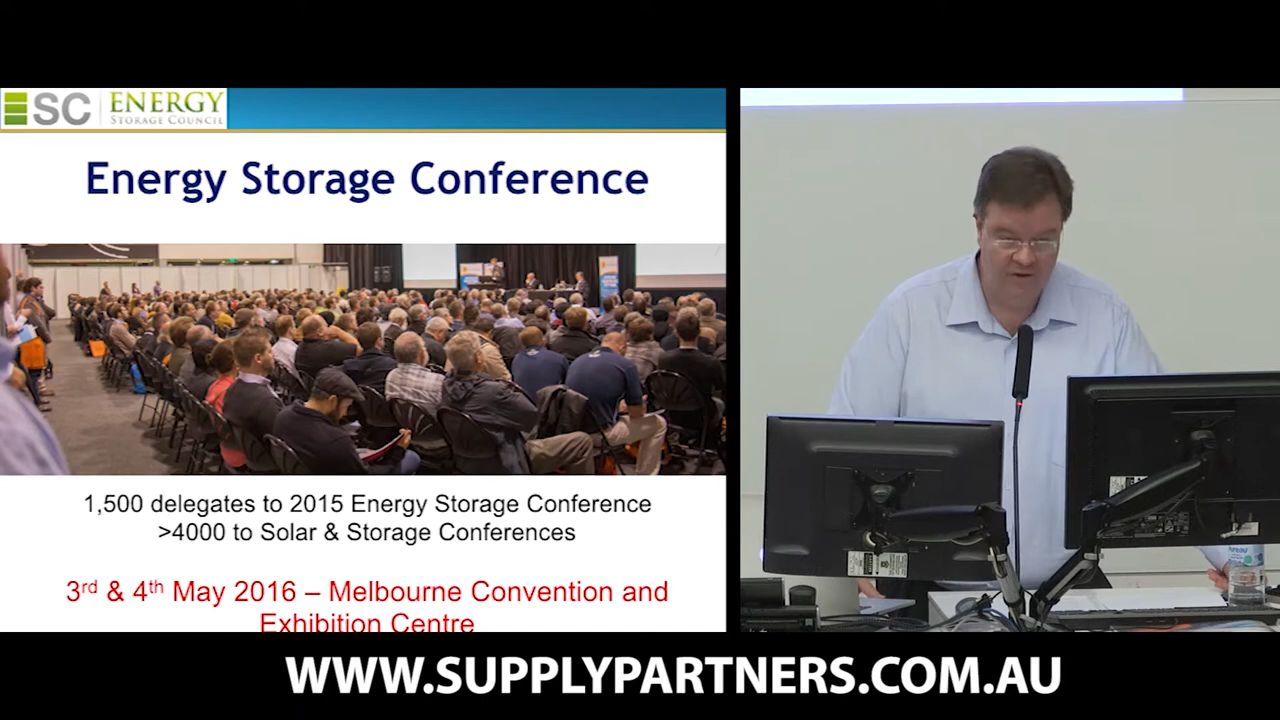 ESC ENERGY
STORAGE COUNCIL
Energy Storage Conference
1,500 delegates to 2015 Energy Storage Conference
>4000 to Solar & Storage Conferences
3rd & 4th May 2016 – Melbourne Convention and
Exhibition Centre
WWW.SUPPLYPARTNERS.COM.AU